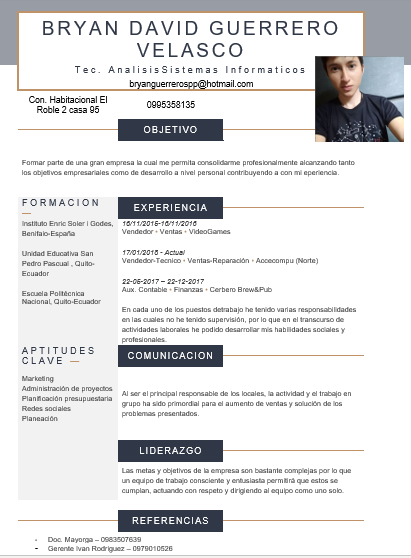 BRYAN DAVID GUERRERO
VELASCO
Tec. AnalisisSistemas Informaticos
bryanguerrerospp@hotmail.com
Con. Habitacional El
Roble 2 casa 95
0995358135
OBJETIVO
Formar parte de una gran empresa la cual me permita consolidarme profesionalmente alcanzando tanto
los objetivos empresariales como de desarrollo a nivel personal contribuyendo a con mi eperiencia.
FORMACION
—
Instituto Enric Soler i Godes,
Benifaio-España
Unidad Educativa San
Pedro Pascual , Quito-
Ecuador
Escuela Politécnica
Nacional, Quito-Ecuador
APTITUDES
CLAVE —
Marketing
Administración de proyectos
Planificación presupuestaria
Redes sociales
Planeación
EXPERIENCIA
16/11/2016-16/11/2016
Vendedor • Ventas • VideoGames
17/01/2016 - Actual
Vendedor-Tecnico • Ventas-Reparación • Accecompu (Norte)
22-06-2017 – 22-12-2017
Aux. Contable • Finanzas • Cerbero Brew&Pub
En cada uno de los puestos detrabajo he tenido varias responsabilidades
en las cuales no he tenido supervición, por lo que en el transcurso de
actividades laborales he podido desarrollar mis habilidades sociales y
profesionales.
COMUNICACION
Al ser el principal responsable de los locales, la actividad y el trabajo en
grupo ha sido primordial para el aumento de ventas y solución de los
problemas presentados.
LIDERAZGO
Las metas y objetivos de la empresa son bastante complejas por lo que
un equipo de trabajo consciente y entusiasta permitirá que estos se
cumplan, actuando con respeto y dirigiendo al equipo como uno solo.
REFERENCIAS
- Doc. Mayorga – 0983507639
- Gerente Ivan Rodriguez – 0979010526